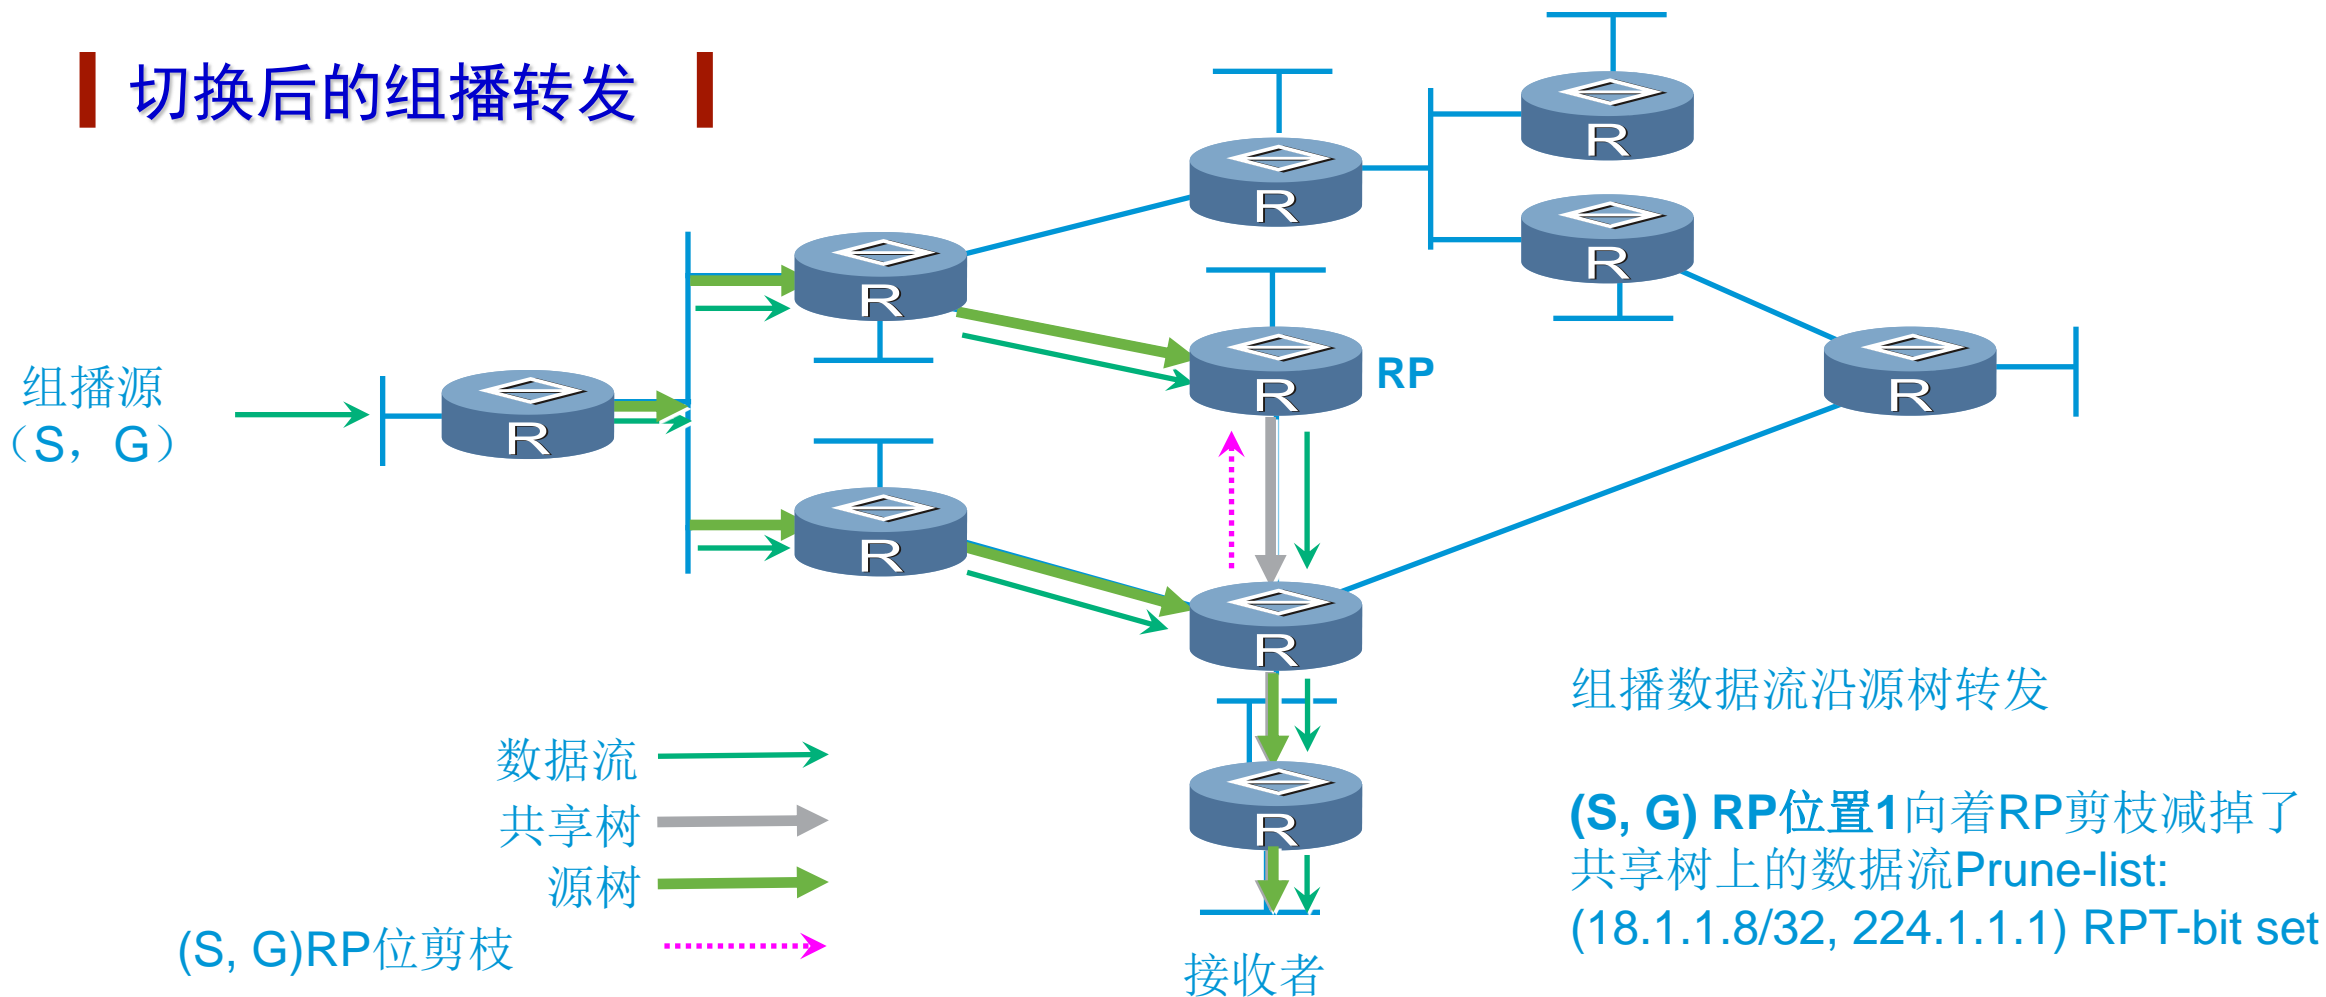 切换后的组播转发
R
R
R
R
R
RP
R
组播源
（S，G）
R
R
R
组播数据流沿源树转发
数据流
共享树
源树
(S, G)RP位剪枝
R
(S, G) RP位置1向着RP剪枝减掉了
共享树上的数据流Prune-list:
(18.1.1.8/32, 224.1.1.1) RPT-bit set
接收者